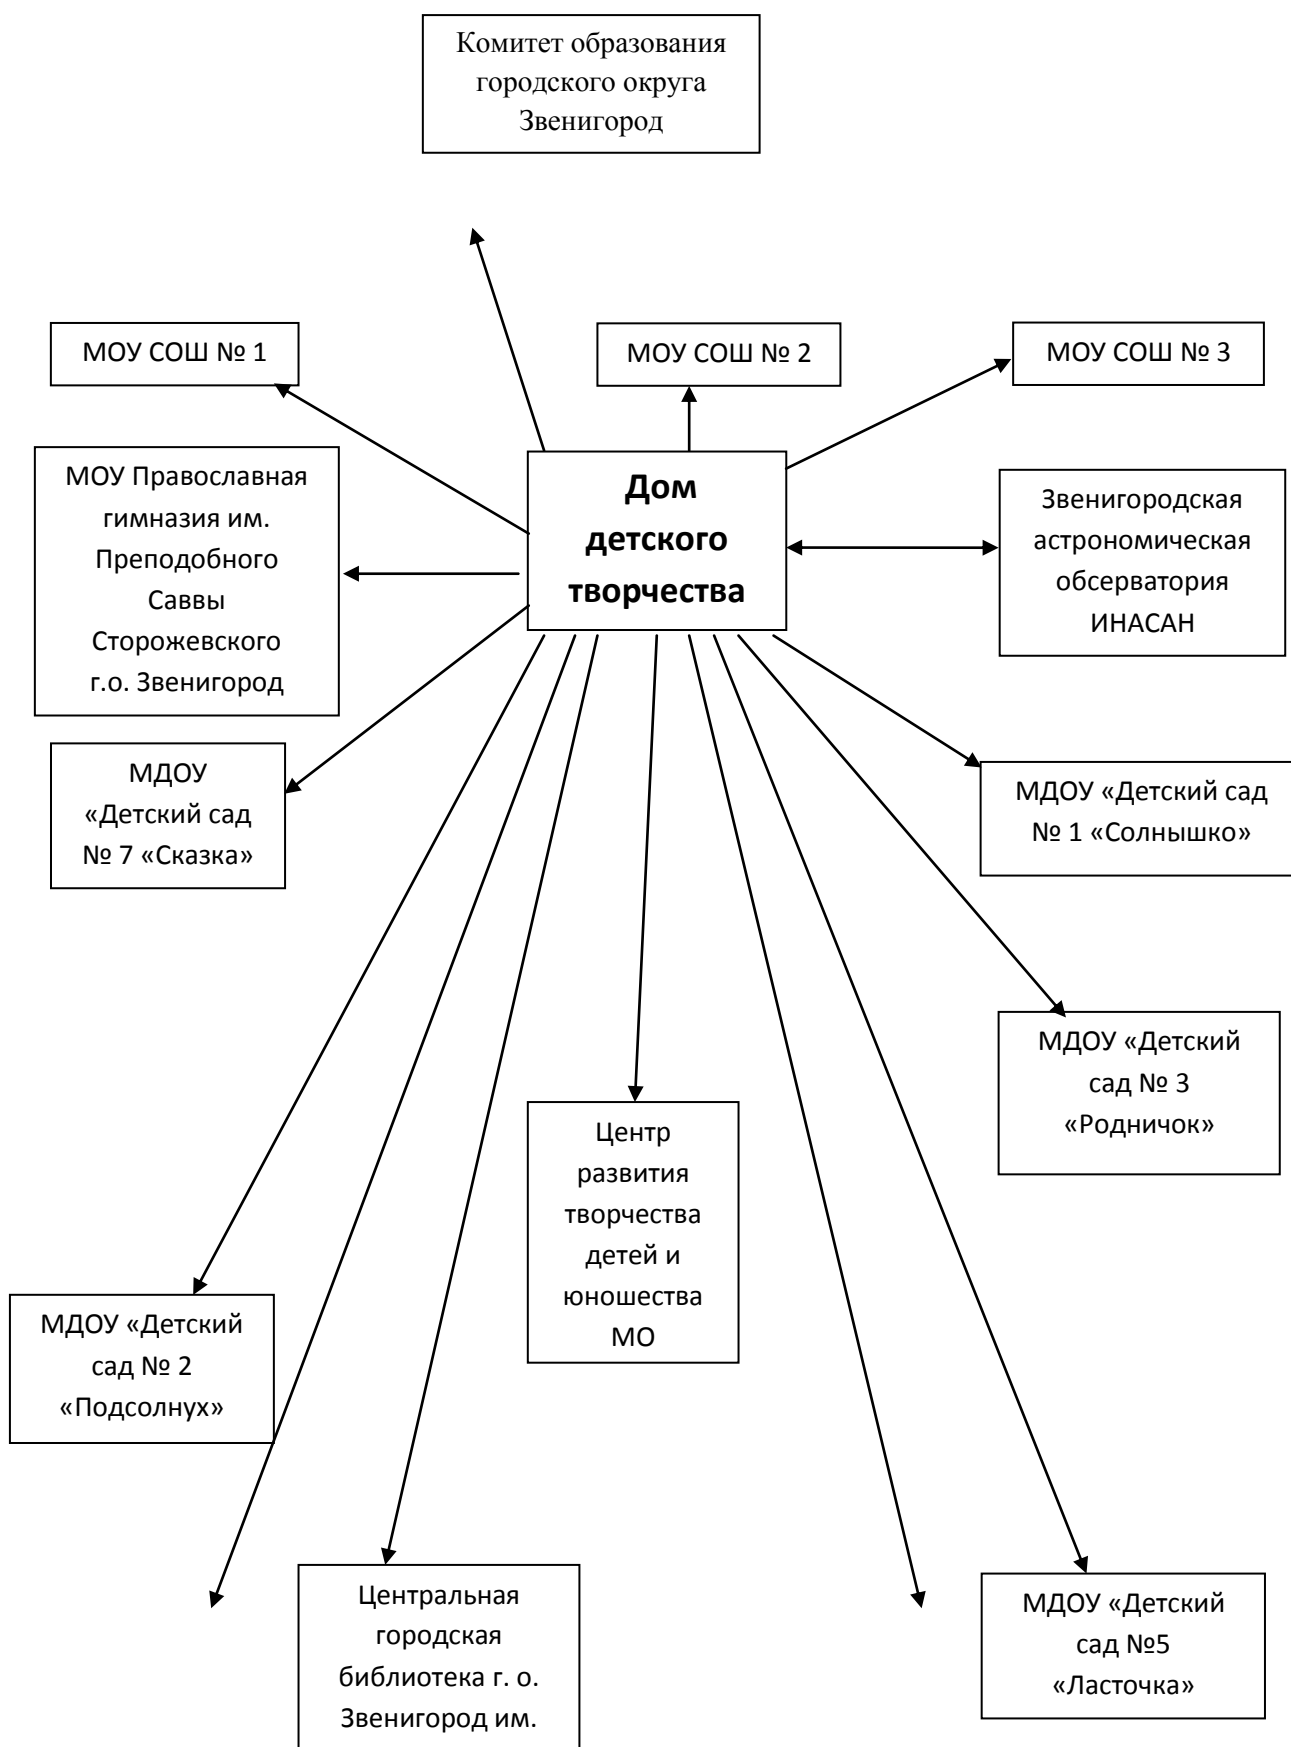 Комитет образования
городского округа
Звенигород
МОУ СОШ № 1
МОУ СОШ № 2
МОУ СОШ № 3
МОУ Православная
гимназия им.
Преподобного
Саввы
Сторожевского
г.о. Звенигород
Дом
детского
творчества
Звенигородская
астрономическая
обсерватория
ИНАСАН
МДОУ
«Детский сад
№ 7 «Сказка»
МДОУ «Детский сад
№ 1 «Солнышко»
МДОУ «Детский
сад № 3
«Родничок»
Центр
развития
творчества
детей и
юношества
МО
МДОУ «Детский
сад № 2
«Подсолнух»
Центральная
городская
библиотека г. о.
Звенигород им.
МДОУ «Детский
сад №5
«Ласточка»